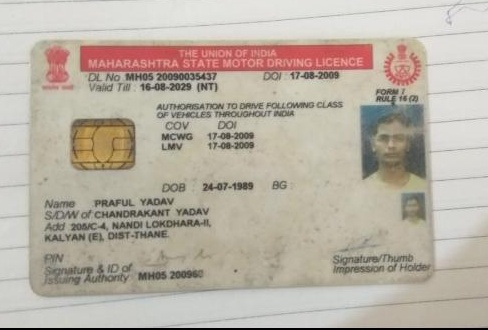 THE UNION OF INDIA
MAHARASHTRA STATE MOTOR DRIVING LICENCE
DL No MH05 20090035437 DOI : 17-08-2009
Valid Till : 16-08-2029 (NT)
FORM 7
RULE 16 (2)
AUTHORISATION TO DRIVE FOLLOWING CLASS
OF VEHICLES THROUGHOUT INDIA
COV DOI
MCWG 17-08-2009
LMV 17-08-2009
DOB : 24-07-1989 BG :
Name : PRAFUL YADAV
S/D/W of : CHANDRAKANT YADAV
Add 205/C-4, NANDI LOKDHARA-II,
KALYAN (E), DIST-THANE.
PIN
Signature & ID of
Issuing Authority : MH05 200960
Signature/Thumb
Impression of Holder